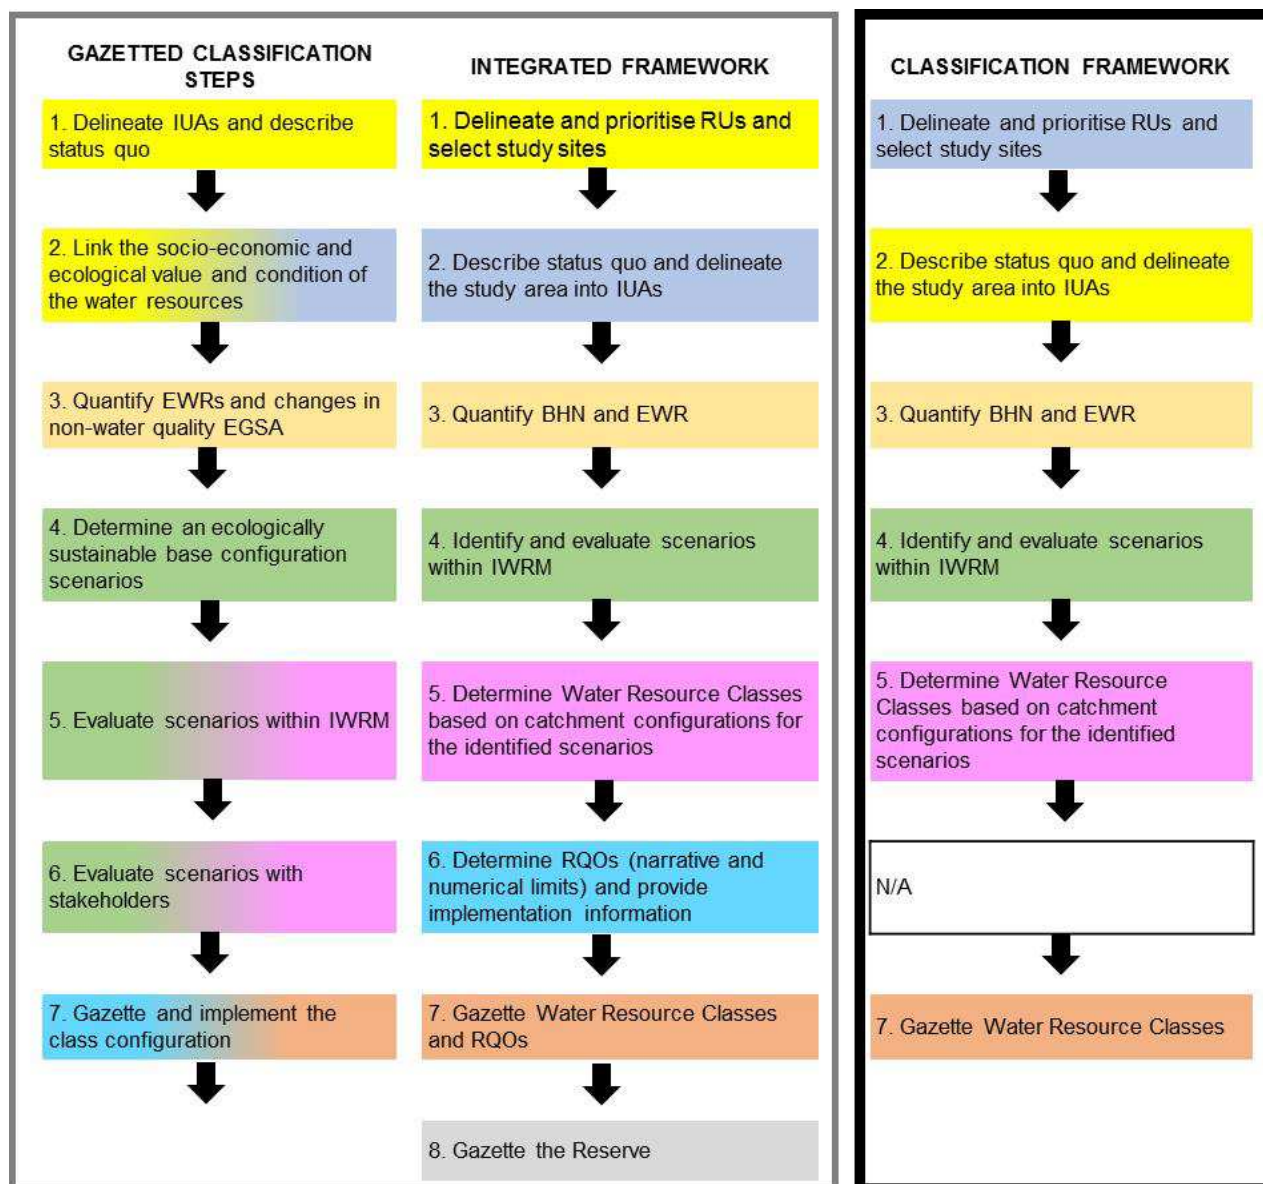 GAZETTED CLASSIFICATION
STEPS
1. Delineate IUAs and describe
status quo
2. Link the socio-economic and
ecological value and condition of
the water resources
3. Quantify EWRs and changes in
non-water quality EGSA
4. Determine an ecologically
sustainable base configuration
scenarios
5. Evaluate scenarios within IWRM
6. Evaluate scenarios with
stakeholders
7. Gazette and implement the
class configuration
INTEGRATED FRAMEWORK
1. Delineate and prioritise RUs and
select study sites
2. Describe status quo and delineate
the study area into IUAs
3. Quantify BHN and EWR
4. Identify and evaluate scenarios
within IWRM
5. Determine Water Resource Classes
based on catchment configurations for
the identified scenarios
6. Determine RQOs (narrative and
numerical limits) and provide
implementation information
7. Gazette Water Resource Classes
and RQOs
8. Gazette the Reserve
CLASSIFICATION FRAMEWORK
1. Delineate and prioritise RUs and
select study sites
2. Describe status quo and delineate
the study area into IUAs
3. Quantify BHN and EWR
4. Identify and evaluate scenarios
within IWRM
5. Determine Water Resource
Classes based on catchment
configurations for the identified
scenarios
N/A
7. Gazette Water Resource Classes